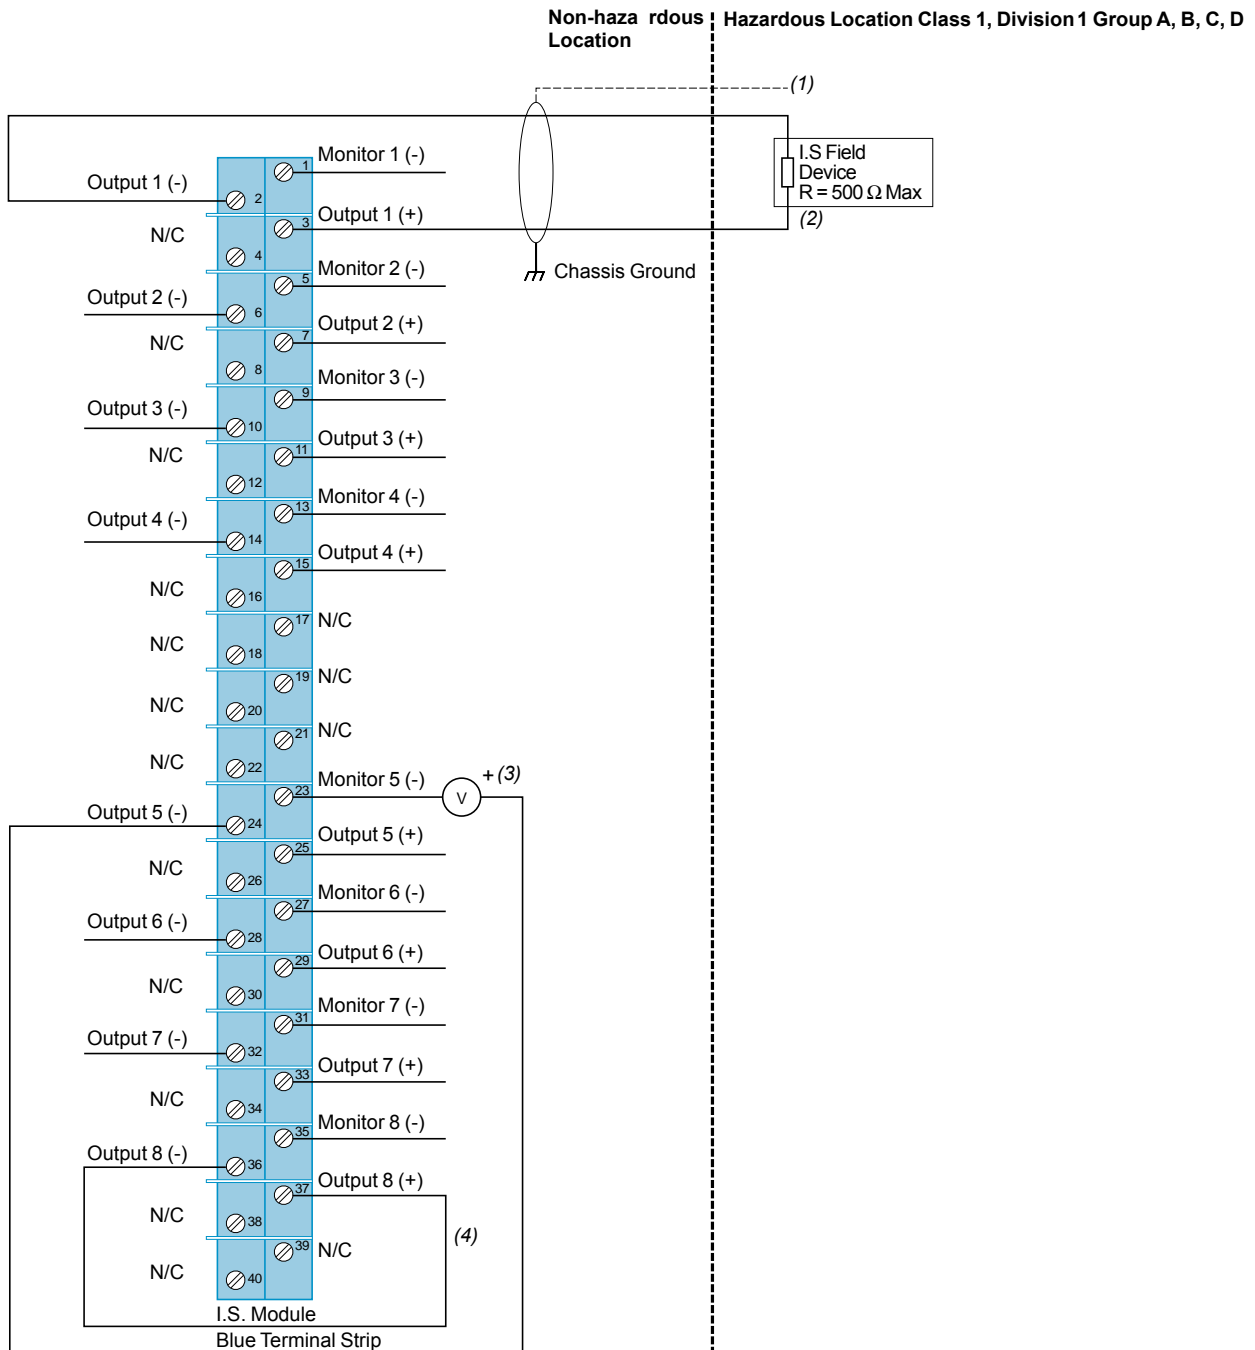 Non-haza rdous
Location
Hazardous Location Class 1, Division 1 Group A, B, C, D
(1)
I.S Field
Device
R = 500 Ω Max
(2)
Monitor 1 (-)
1
Output 1 (-)
2
Output 1 (+)
3
N/C
4
Chassis Ground
Monitor 2 (-)
5
Output 2 (-)
6
Output 2 (+)
7
N/C
8
Monitor 3 (-)
9
Output 3 (-)
10
Output 3 (+)
11
N/C
12
Monitor 4 (-)
13
Output 4 (-)
14
Output 4 (+)
15
N/C
16
17
N/C
N/C
18
19
N/C
N/C
20
21
N/C
N/C
22
Monitor 5 (-)
23
V
+ (3)
Output 5 (-)
24
Output 5 (+)
25
N/C
26
Monitor 6 (-)
27
Output 6 (-)
28
Output 6 (+)
29
N/C
30
Monitor 7 (-)
31
Output 7 (-)
32
Output 7 (+)
33
N/C
34
Monitor 8 (-)
35
Output 8 (-)
36
Output 8 (+)
37
N/C
38
(4)
39
N/C
N/C
40
I.S. Module
Blue Terminal Strip